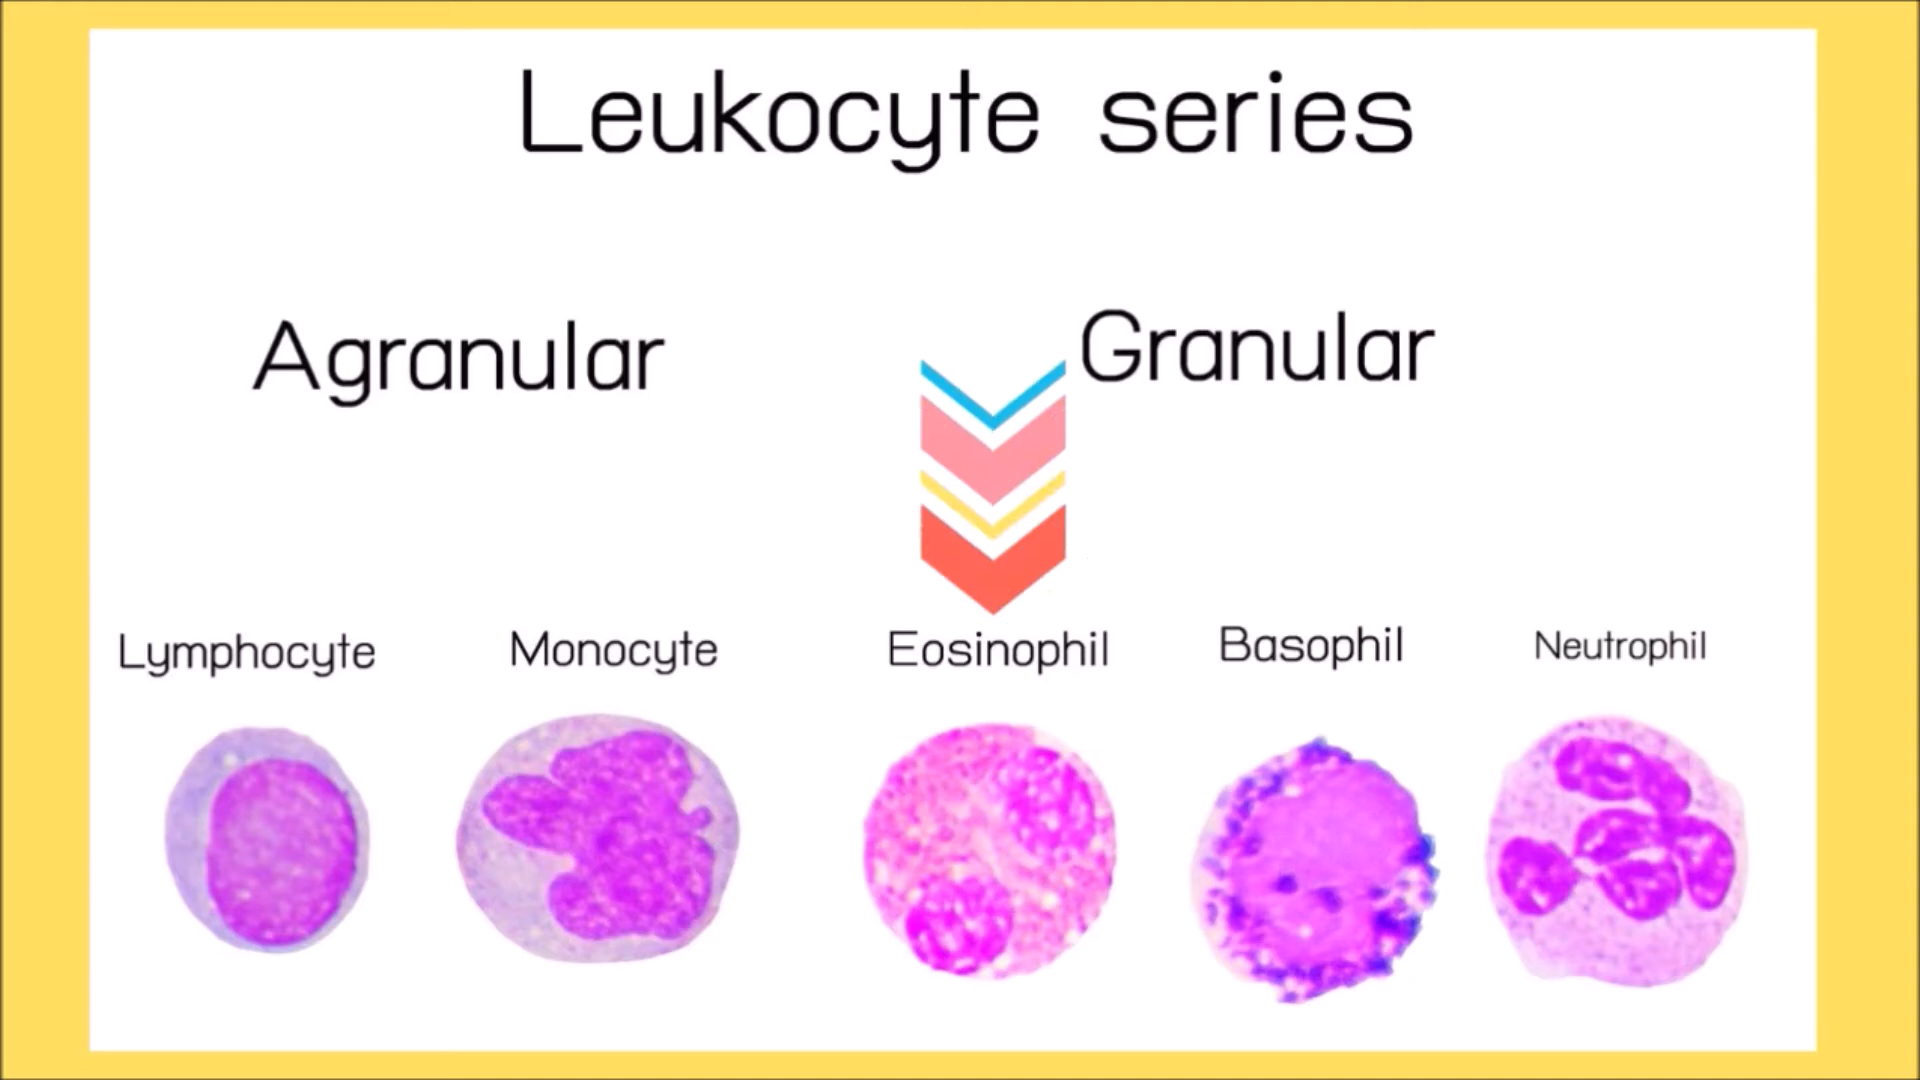 Leukocyte series
Agranular
Granular
Lymphocyte
Monocyte
Eosinophil
Basophil
Neutrophil